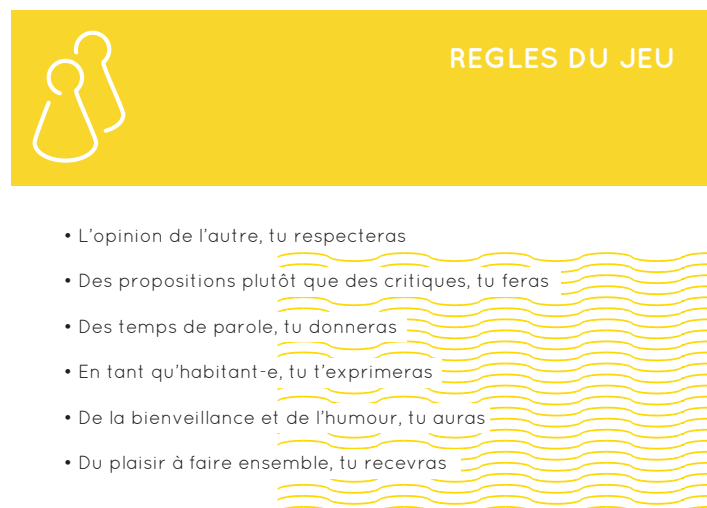 REGLES DU JEU
• L'opinion de l'autre, tu respecteras
• Des propositions plutôt que des critiques, tu feras
• Des temps de parole, tu donneras
• En tant qu'habitant-e, tu t'exprimeras
• De la bienveillance et de l'humour, tu auras
• Du plaisir à faire ensemble, tu recevras